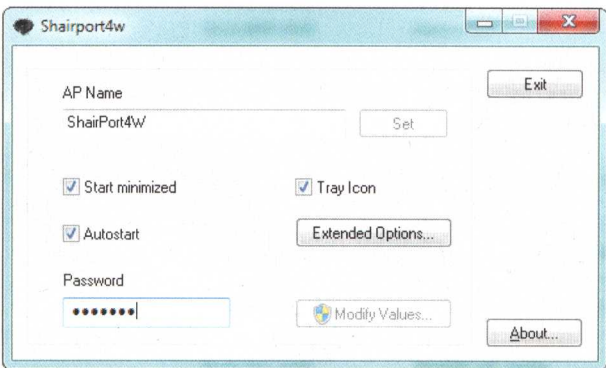 Shairport4w
Exit
AP Name
ShairPort4W
Set
Start minimized
Tray Icon
Autostart
Extended Options...
Password
•••••••
Modify Values...
About...